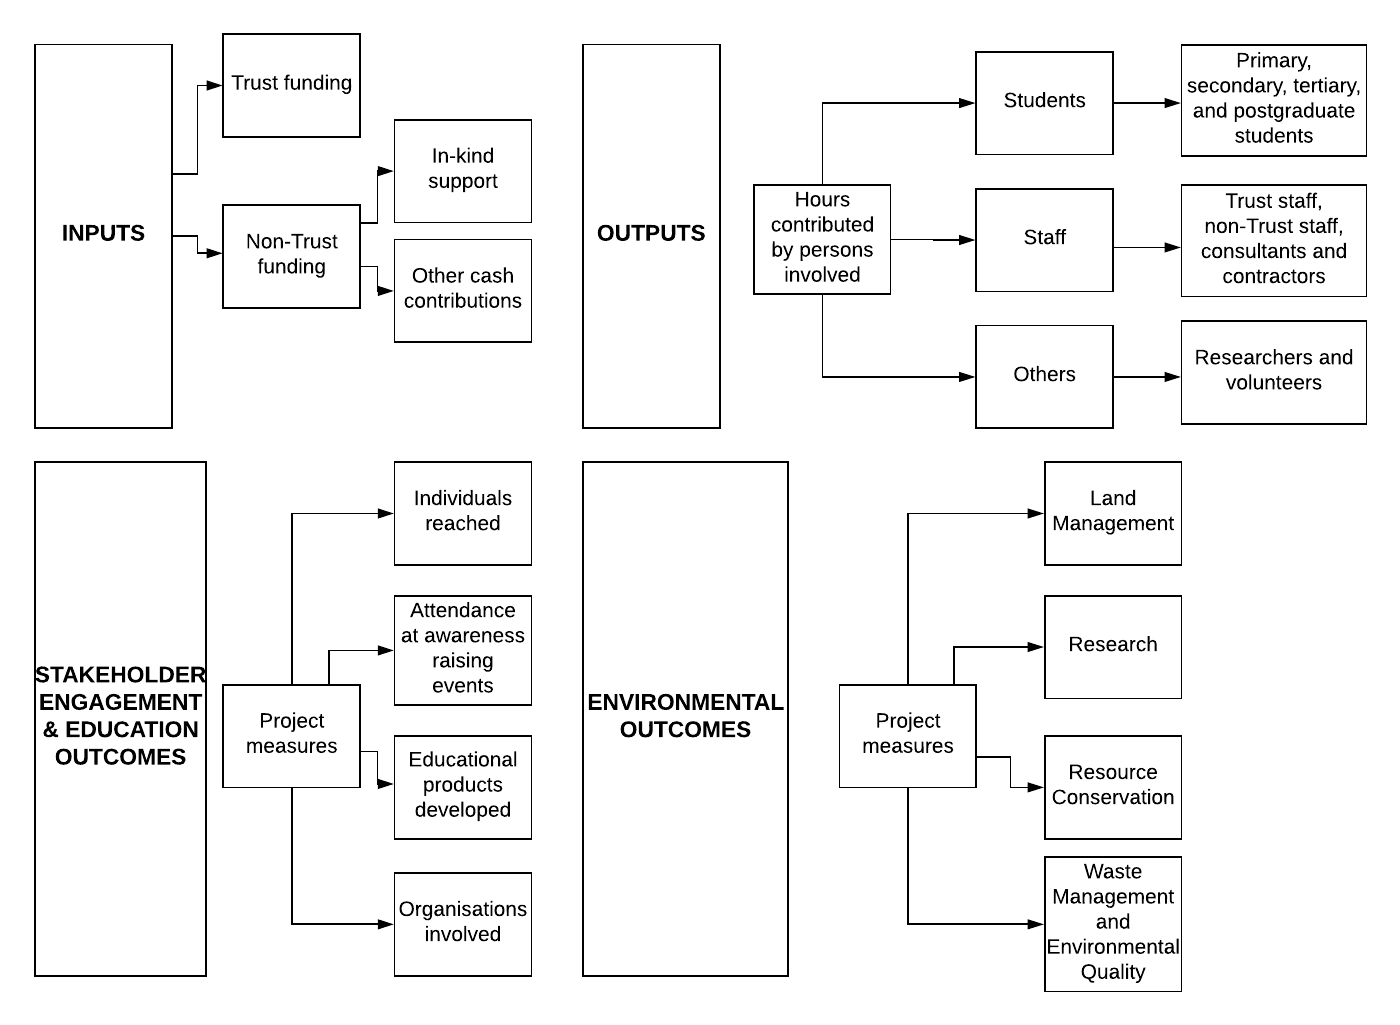 INPUTS
Trust funding
Non-Trust
funding
In-kind
support
Other cash
contributions
OUTPUTS
Hours
contributed
by persons
involved
Students
Primary,
secondary, tertiary,
and postgraduate
students
Staff
Trust staff,
non-Trust staff,
consultants and
contractors
Others
Researchers and
volunteers
STAKEHOLDER
ENGAGEMENT
& EDUCATION
OUTCOMES
Project
measures
Individuals
reached
Attendance
at awareness
raising
events
Educational
products
developed
Organisations
involved
ENVIRONMENTAL
OUTCOMES
Project
measures
Land
Management
Research
Resource
Conservation
Waste
Management
and
Environmental
Quality